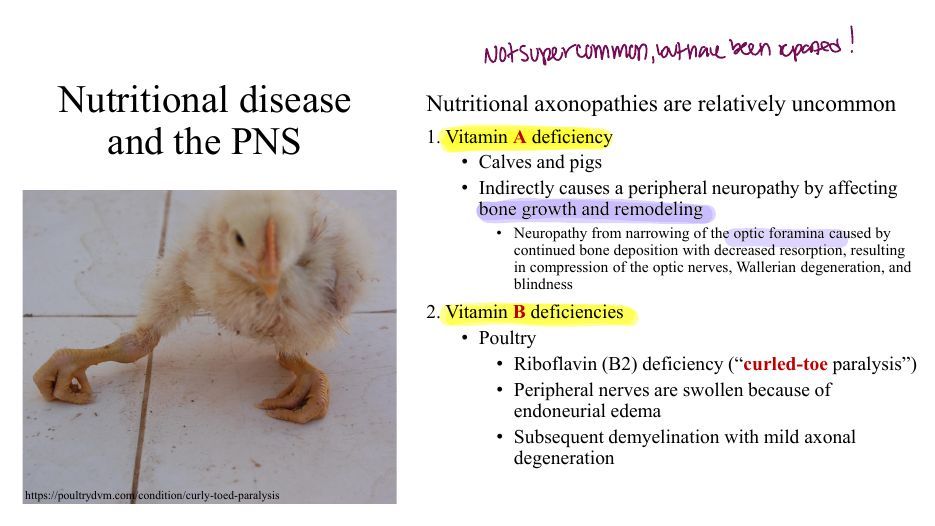 Not super common, but have been reported!
Nutritional disease
and the PNS
Nutritional axonopathies are relatively uncommon
1. Vitamin A deficiency
• Calves and pigs
• Indirectly causes a peripheral neuropathy by affecting
bone growth and remodeling
• Neuropathy from narrowing of the optic foramina caused by
continued bone deposition with decreased resorption, resulting
in compression of the optic nerves, Wallerian degeneration, and
blindness
2. Vitamin B deficiencies
• Poultry
• Riboflavin (B2) deficiency (“curled-toe paralysis”)
• Peripheral nerves are swollen because of
endoneurial edema
• Subsequent demyelination with mild axonal
degeneration
https://poultrydvm.com/condition/curly-toed-paralysis